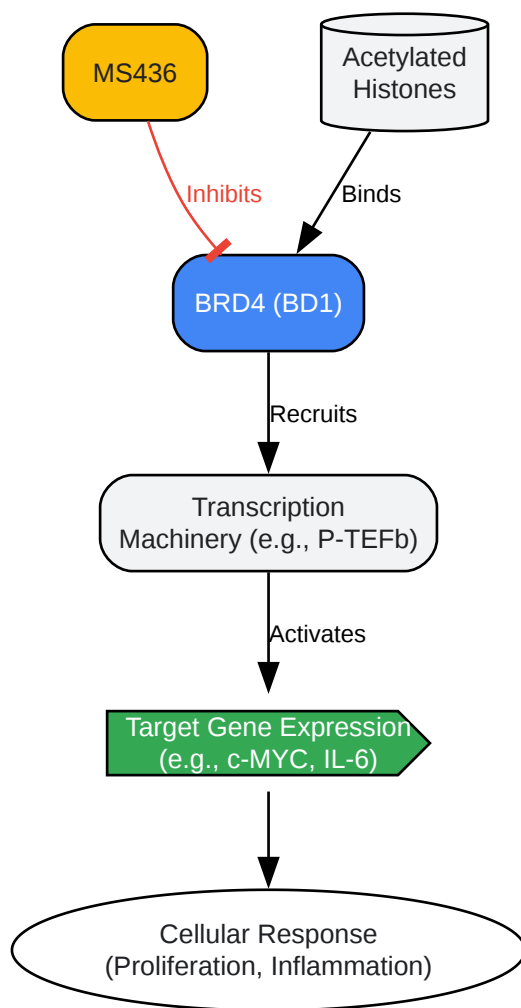 MS436
Acetylated
Histones
Inhibits
Binds
BRD4 (BD1)
Recruits
Transcription
Machinery (e.g., P-TEFb)
Activates
Target Gene Expression
(e.g., c-MYC, IL-6)
Cellular Response
(Proliferation, Inflammation)